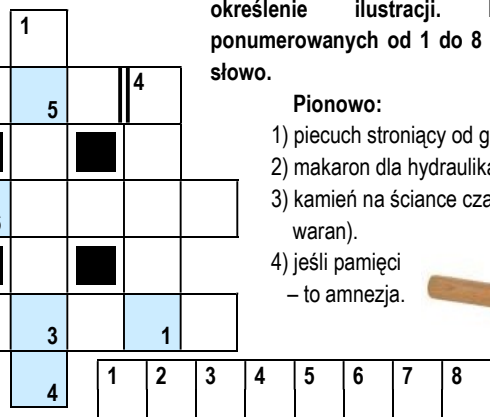 określenie ilustracji.
ponumerowanych od 1 do 8
słowo.
Pionowo:
1) piecuch stroniący od
2) makaron dla
3) kamień na ściance
waran).
4) jeśli pamięci
– to amnezja.
1
4
5
3 1
4
1 2 3 4 5 6 7 8